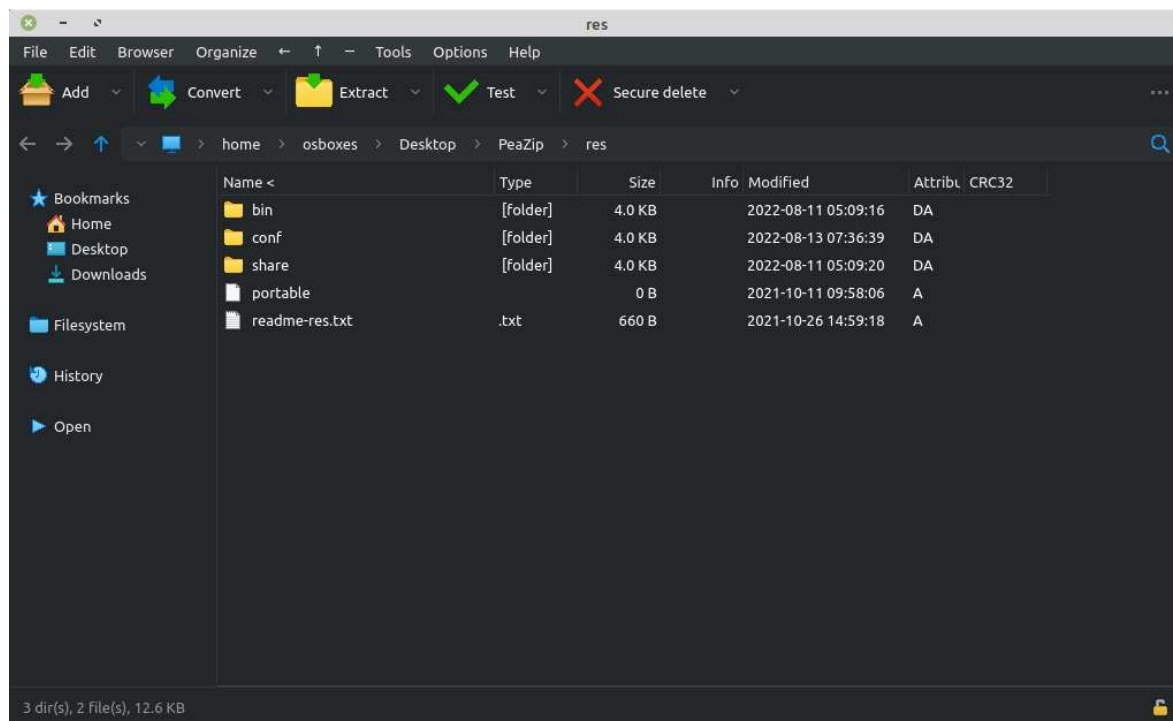 res
File Edit Browser Organize ← ↑ − Tools Options Help
Add Convert Extract Test Secure delete
home > osboxes > Desktop > PeaZip > res
Name < Type Size Info Modified Attribu CRC32
Bookmarks
Home
Desktop
Downloads
Filesystem
History
Open
bin [folder] 4.0 KB 2022-08-11 05:09:16 DA
conf [folder] 4.0 KB 2022-08-13 07:36:39 DA
share [folder] 4.0 KB 2022-08-11 05:09:20 DA
portable 0 B 2021-10-11 09:58:06 A
readme-res.txt .txt 660 B 2021-10-26 14:59:18 A
3 dir(s), 2 file(s), 12.6 KB